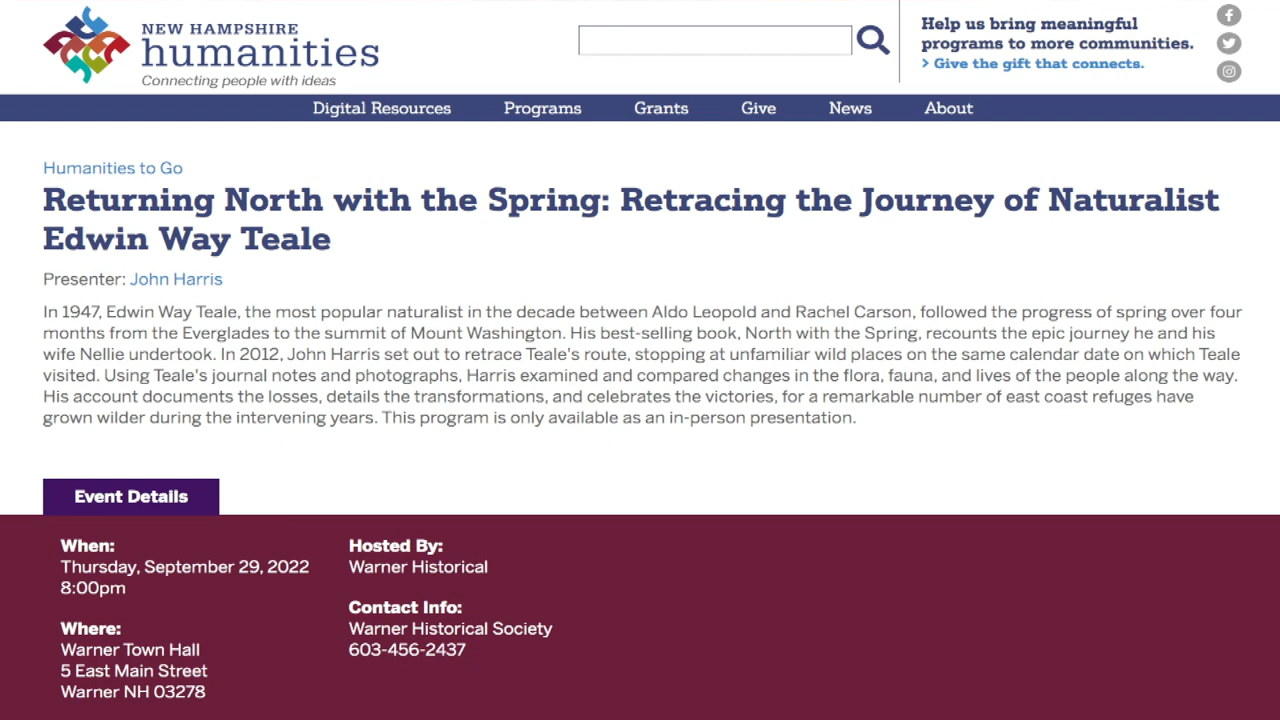 NEW HAMPSHIRE
humanities
Connecting people with ideas
Help us bring meaningful
programs to more communities.
> Give the gift that connects.
Digital Resources Programs Grants Give News About
Humanities to Go
Returning North with the Spring: Retracing the Journey of Naturalist
Edwin Way Teale
Presenter: John Harris
In 1947, Edwin Way Teale, the most popular naturalist in the decade between Aldo Leopold and Rachel Carson, followed the progress of spring over four
months from the Everglades to the summit of Mount Washington. His best-selling book, North with the Spring, recounts the epic journey he and his
wife Nellie undertook. In 2012, John Harris set out to retrace Teale's route, stopping at unfamiliar wild places on the same calendar date on which Teale
visited. Using Teale's journal notes and photographs, Harris examined and compared changes in the flora, fauna, and lives of the people along the way.
His account documents the losses, details the transformations, and celebrates the victories, for a remarkable number of east coast refuges have
grown wilder during the intervening years. This program is only available as an in-person presentation.
Event Details
When:
Thursday, September 29, 2022
8:00pm
Where:
Warner Town Hall
5 East Main Street
Warner NH 03278
Hosted By:
Warner Historical
Contact Info:
Warner Historical Society
603-456-2437